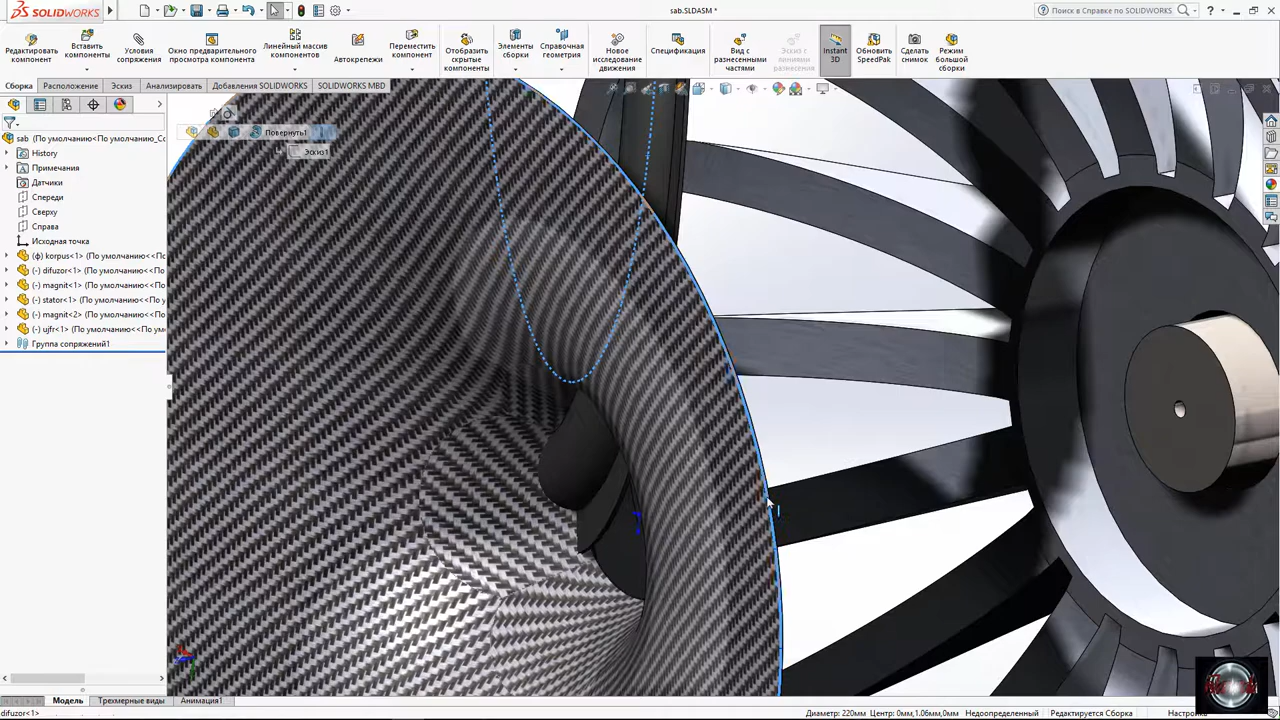 SOLIDWORKS
sab.SLDASM *
Поиск в Справке по SOLIDWORKS
Редактировать компонент
Вставить компоненты
Условия сопряжения
Окно предварительного просмотра компонента
Линейный массив компонентов
Автокрепежи
Переместить компонент
Отобразить скрытые компоненты
Элементы сборки
Справочная геометрия
Новое исследование движения
Спецификация
Вид с разнесенными частями
Эскиз с линиями разнесения
Instant 3D
Обновить SpeedPak
Сделать снимок
Режим большой сборки
Сборка
Расположение
Эскиз
Анализировать
Добавления SOLIDWORKS
SOLIDWORKS MBD
sab (По умолчанию<По умолчанию_Со
History
Примечания
Датчики
Спереди
Сверху
Справа
Исходная точка
(ф) korpus<1> (По умолчанию<<По
(-) difuzor<1> (По умолчанию<<По
(-) magnit<1> (По умолчанию<<По у
(-) stator<1> (По умолчанию<<По ум
(-) magnit<2> (По умолчанию<<По у
(-) ujfr<1> (По умолчанию<<По умо
Группа сопряжений1
Повернуть1
Эскиз1
Модель
Трехмерные виды
Анимация1
difuzor<1>
Диаметр: 220мм
Центр: 0мм,1.06мм,0мм
Недоопределенный
Редактируется Сборка
Настройка